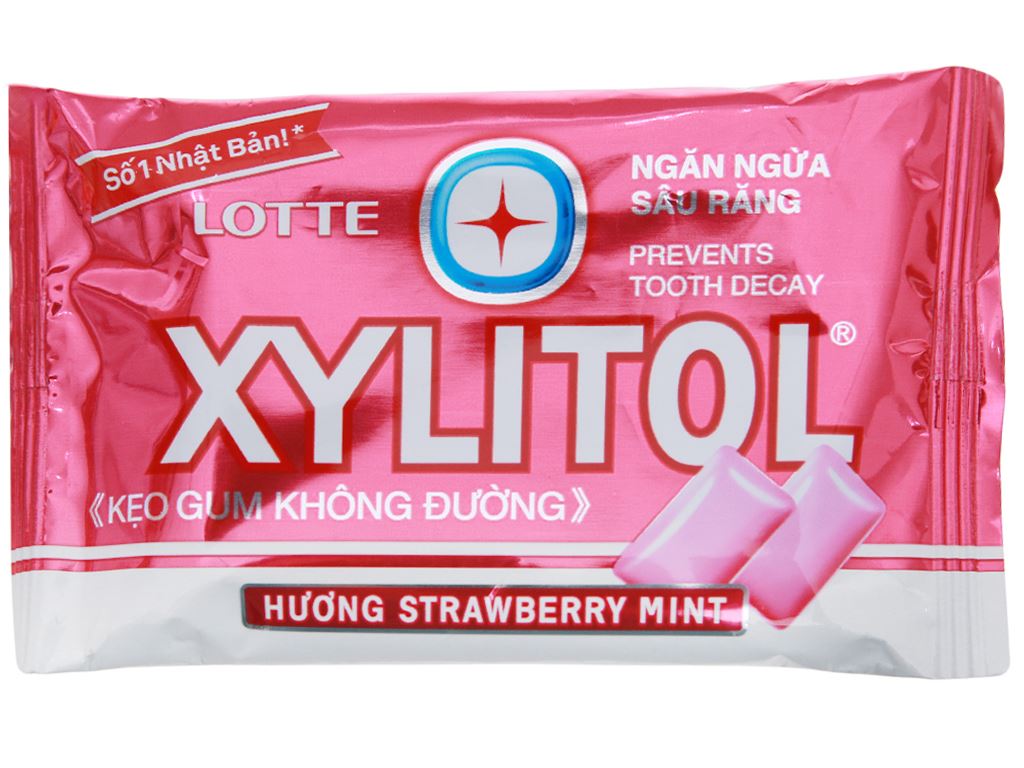 Số 1 Nhật Bản!*
LOTTE
NGĂN NGỪA
SÂU RĂNG
PREVENTS
TOOTH DECAY
XYLITOL®
《KẸO GUM KHÔNG ĐƯỜNG》
HƯƠNG STRAWBERRY MINT